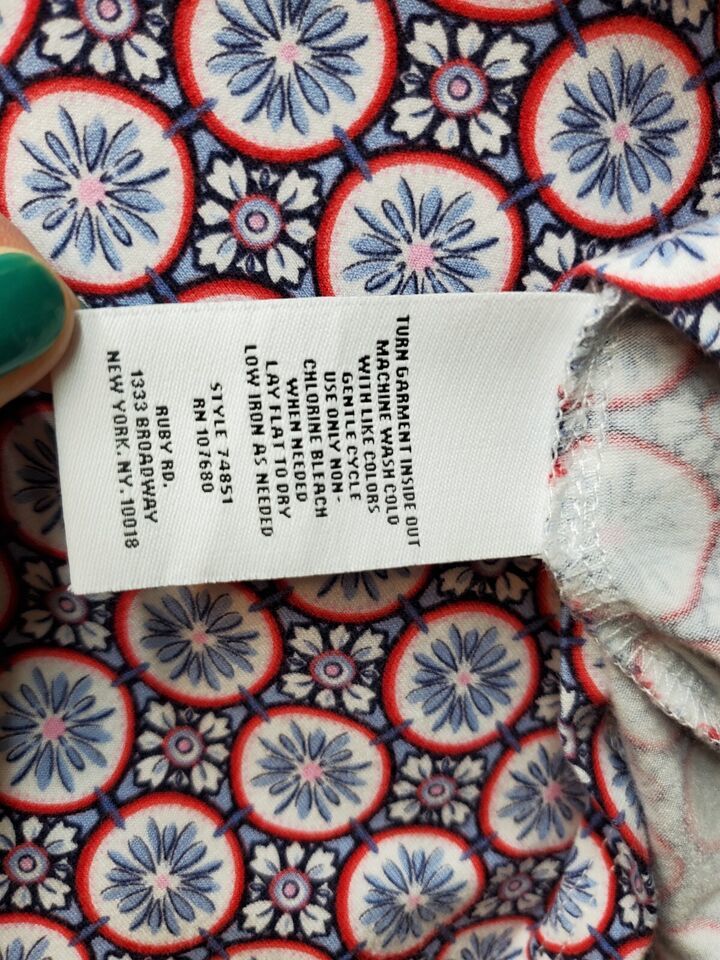 TURN GARMENT INSIDE OUT
MACHINE WASH COLD
WITH LIKE COLORS
GENTLE CYCLE
USE ONLY NON-
CHLORINE BLEACH
WHEN NEEDED
LAY FLAT TO DRY
LOW IRON AS NEEDED
STYLE 74851
RN 107680
RUBY RD.
1333 BROADWAY
NEW YORK, NY. 10018